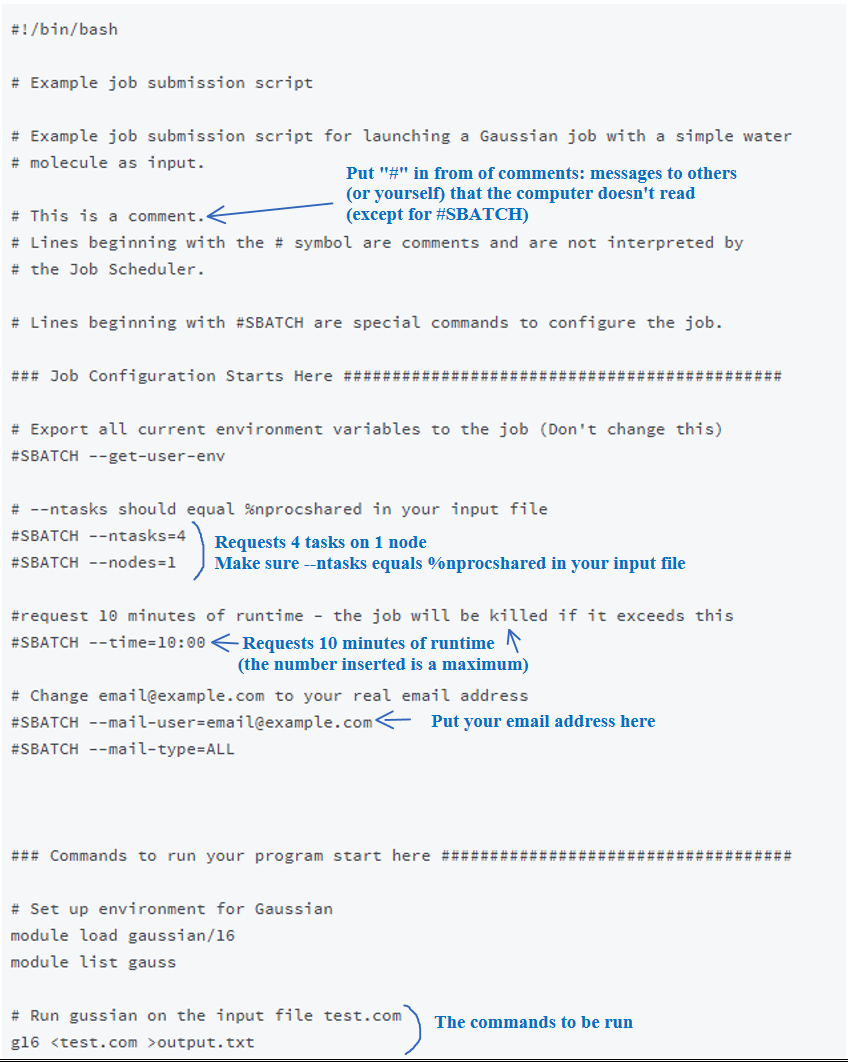 #!/bin/bash
# Example job submission script
# Example job submission script for launching a Gaussian job with a simple water
# molecule as input.
Put "#" in from of comments: messages to others
(or yourself) that the computer doesn't read
(except for #SBATCH)
# This is a comment.
# Lines beginning with the # symbol are comments and are not interpreted by
# the Job Scheduler.
# Lines beginning with #SBATCH are special commands to configure the job.
### Job Configuration Starts Here #############################################
# Export all current environment variables to the job (Don't change this)
#SBATCH --get-user-env
# --ntasks should equal %nprocshared in your input file
#SBATCH --ntasks=4
#SBATCH --nodes=1
Requests 4 tasks on 1 node
Make sure --ntasks equals %nprocshared in your input file
#request 10 minutes of runtime - the job will be killed if it exceeds this
#SBATCH --time=10:00
Requests 10 minutes of runtime
(the number inserted is a maximum)
# Change email@example.com to your real email address
#SBATCH --mail-user=email@example.com
Put your email address here
#SBATCH --mail-type=ALL
### Commands to run your program start here ####################################
# Set up environment for Gaussian
module load gaussian/16
module list gauss
# Run gussian on the input file test.com
g16 <test.com >output.txt
The commands to be run